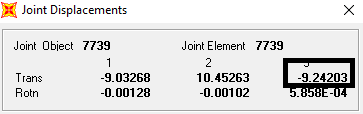 Joint Displacements
Joint Object 7739 Joint Element 7739
1 2 3
Trans -9.03268 10.45263 -9.24203
Rotn -0.00128 -0.00102 5.858E-04